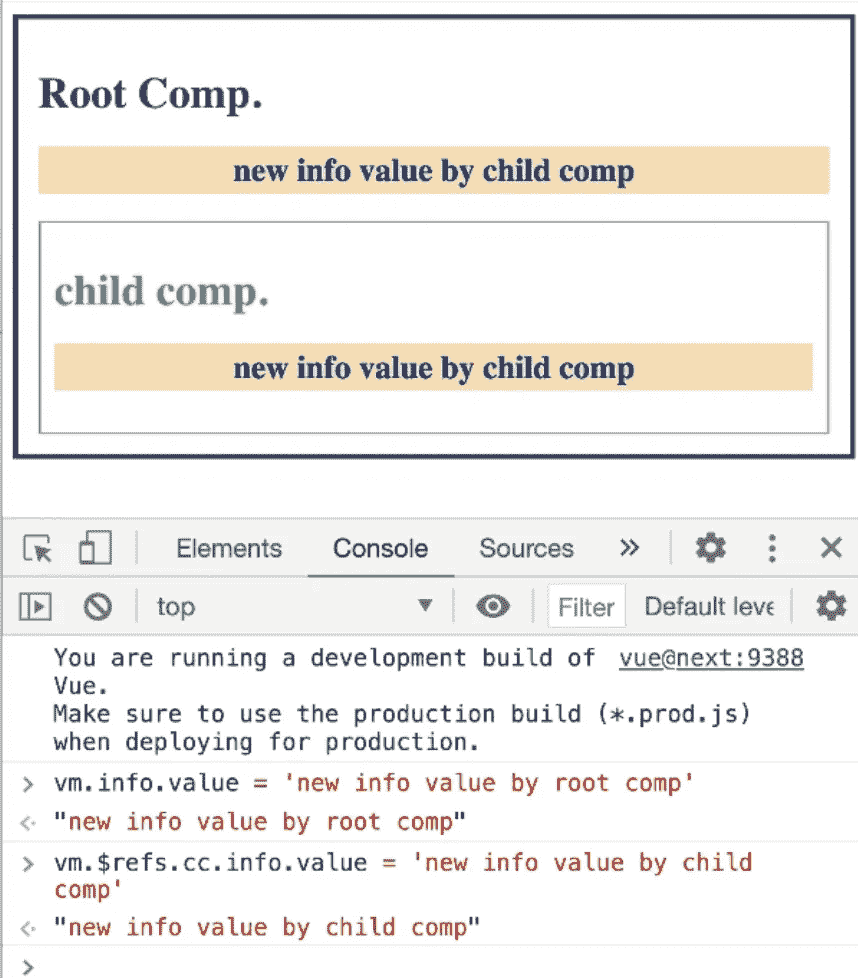 Root Comp.
new info value by child comp
child comp.
new info value by child comp
Elements Console Sources »
top ▼ Filter Default leve
You are running a development build of vue@next:9388
Vue.
Make sure to use the production build (*.prod.js)
when deploying for production.
> vm.info.value = 'new info value by root comp'
<· "new info value by root comp"
> vm.$refs.cc.info.value = 'new info value by child
comp'
<· "new info value by child comp"
>